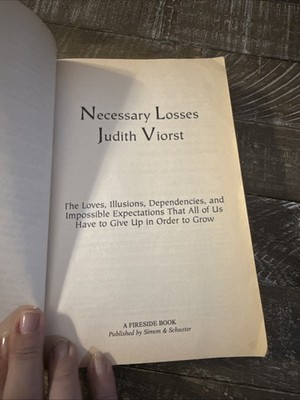 Necessary Losses
Judith Viorst
The Loves, Illusions, Dependencies, and
Impossible Expectations That All of Us
Have to Give Up in Order to Grow
A FIRESIDE BOOK
Published by Simon & Schuster